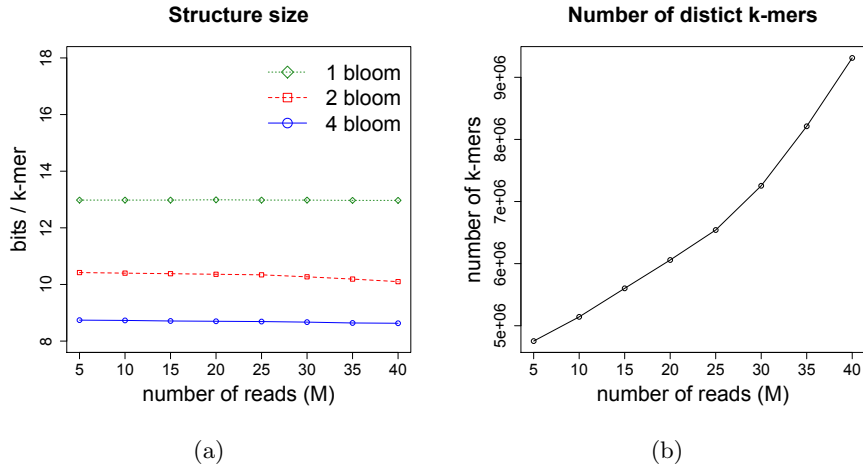 Structure size
18
16
14
12
10
8
bits / k-mer
1 bloom
2 bloom
4 bloom
5 10 15 20 25 30 35 40
number of reads (M)
(a)
Number of distict k-mers
9e+06
8e+06
7e+06
6e+06
5e+06
number of k-mers
5 10 15 20 25 30 35 40
number of reads (M)
(b)